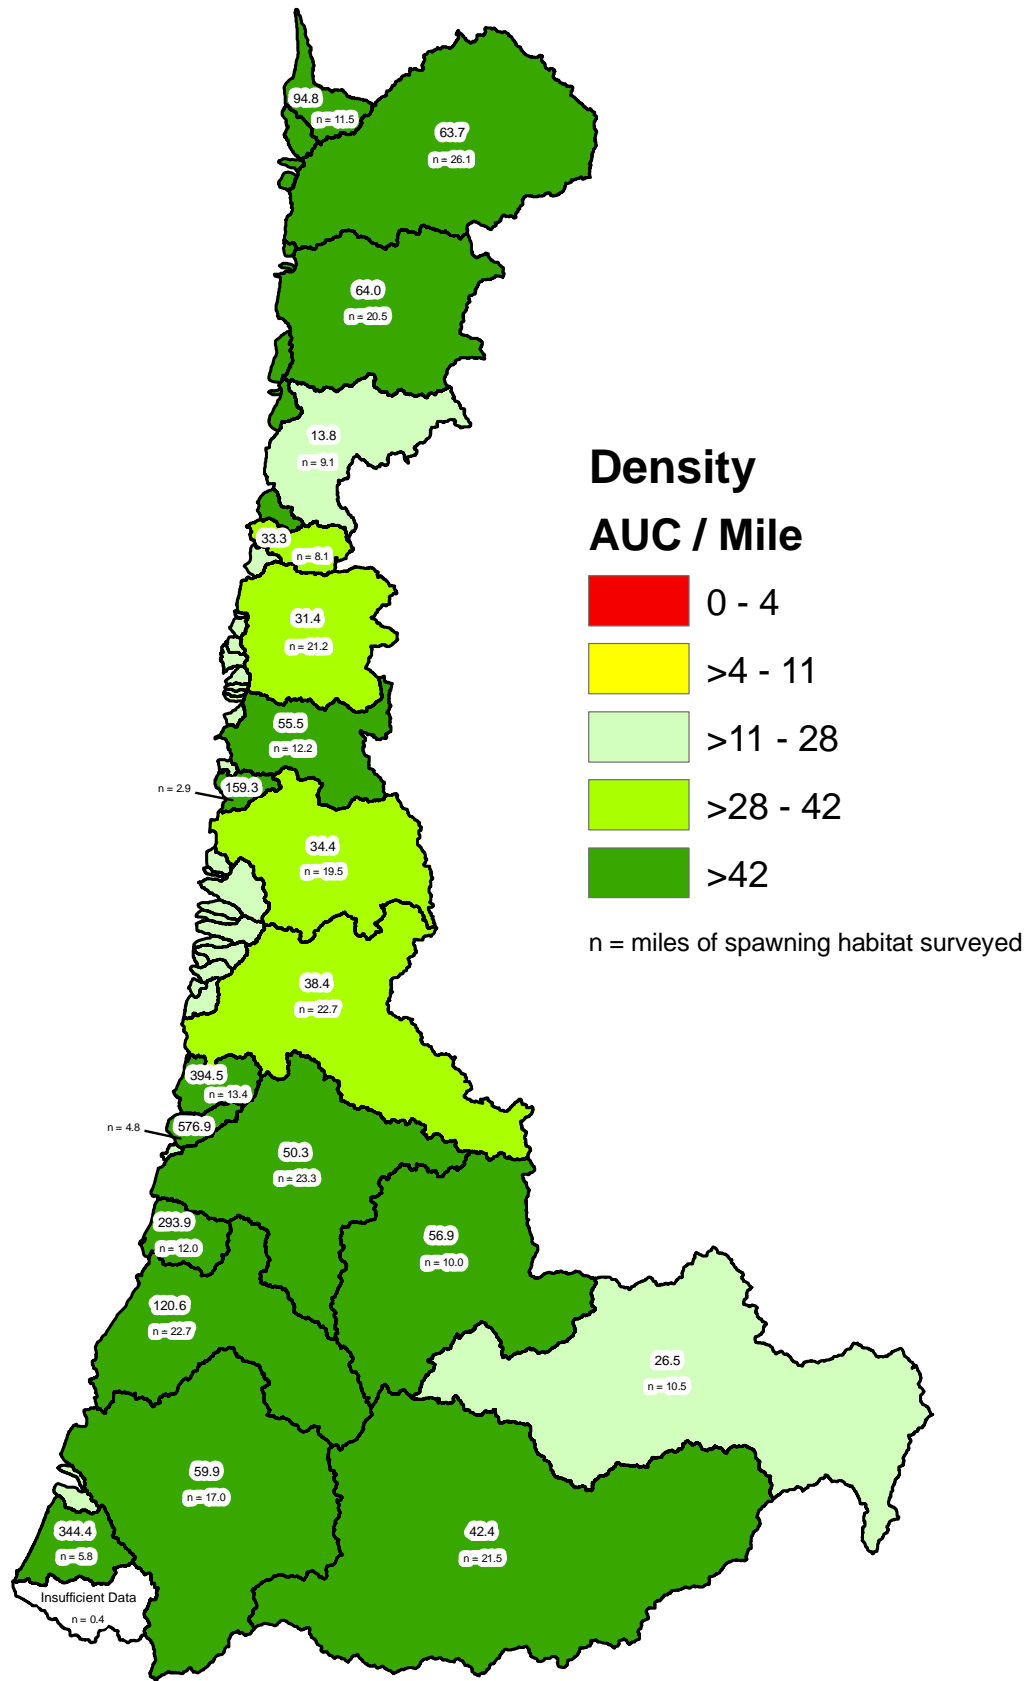 94.8
n = 11.5
63.7
n = 26.1
64.0
n = 20.5
13.8
n = 9.1
Density
AUC / Mile
0 - 4
>4 - 11
>11 - 28
>28 - 42
>42
n = miles of spawning habitat surveyed
33.3
n = 8.1
31.4
n = 21.2
55.5
n = 12.2
159.3
n = 2.9
34.4
n = 19.5
38.4
n = 22.7
394.5
n = 13.4
576.9
n = 4.8
50.3
n = 23.3
293.9
n = 12.0
56.9
n = 10.0
120.6
n = 22.7
26.5
n = 10.5
59.9
n = 17.0
344.4
n = 5.8
42.4
n = 21.5
Insufficient Data
n = 0.4